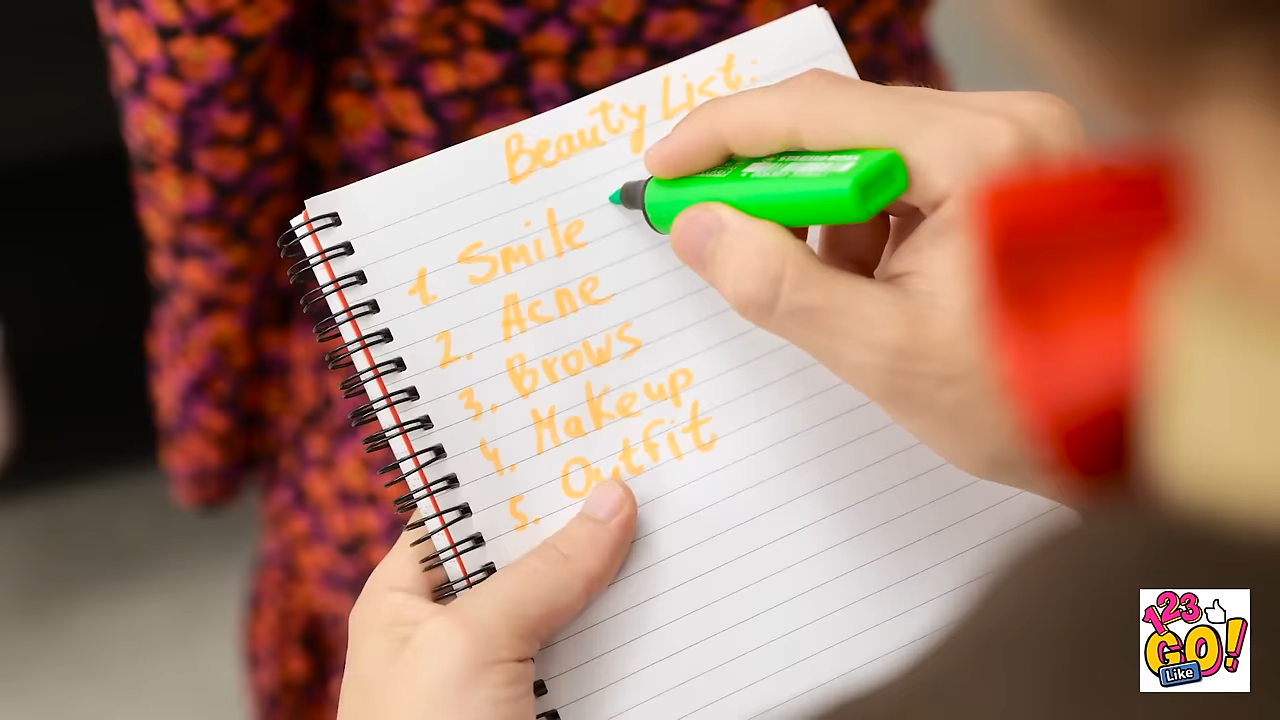 Beauty List:
1. Smile
2. Acne
3. Brows
4. Makeup
5. Outfit
123
GO!
Like